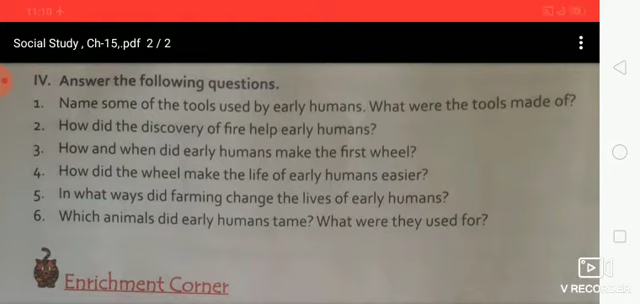 11:10 +
Social Study , Ch-15,.pdf 2 / 2
IV. Answer the following questions.
1. Name some of the tools used by early humans. What were the tools made of?
2. How did the discovery of fire help early humans?
3. How and when did early humans make the first wheel?
4. How did the wheel make the life of early humans easier?
5. In what ways did farming change the lives of early humans?
6. Which animals did early humans tame? What were they used for?
Enrichment Corner
V RECORDER